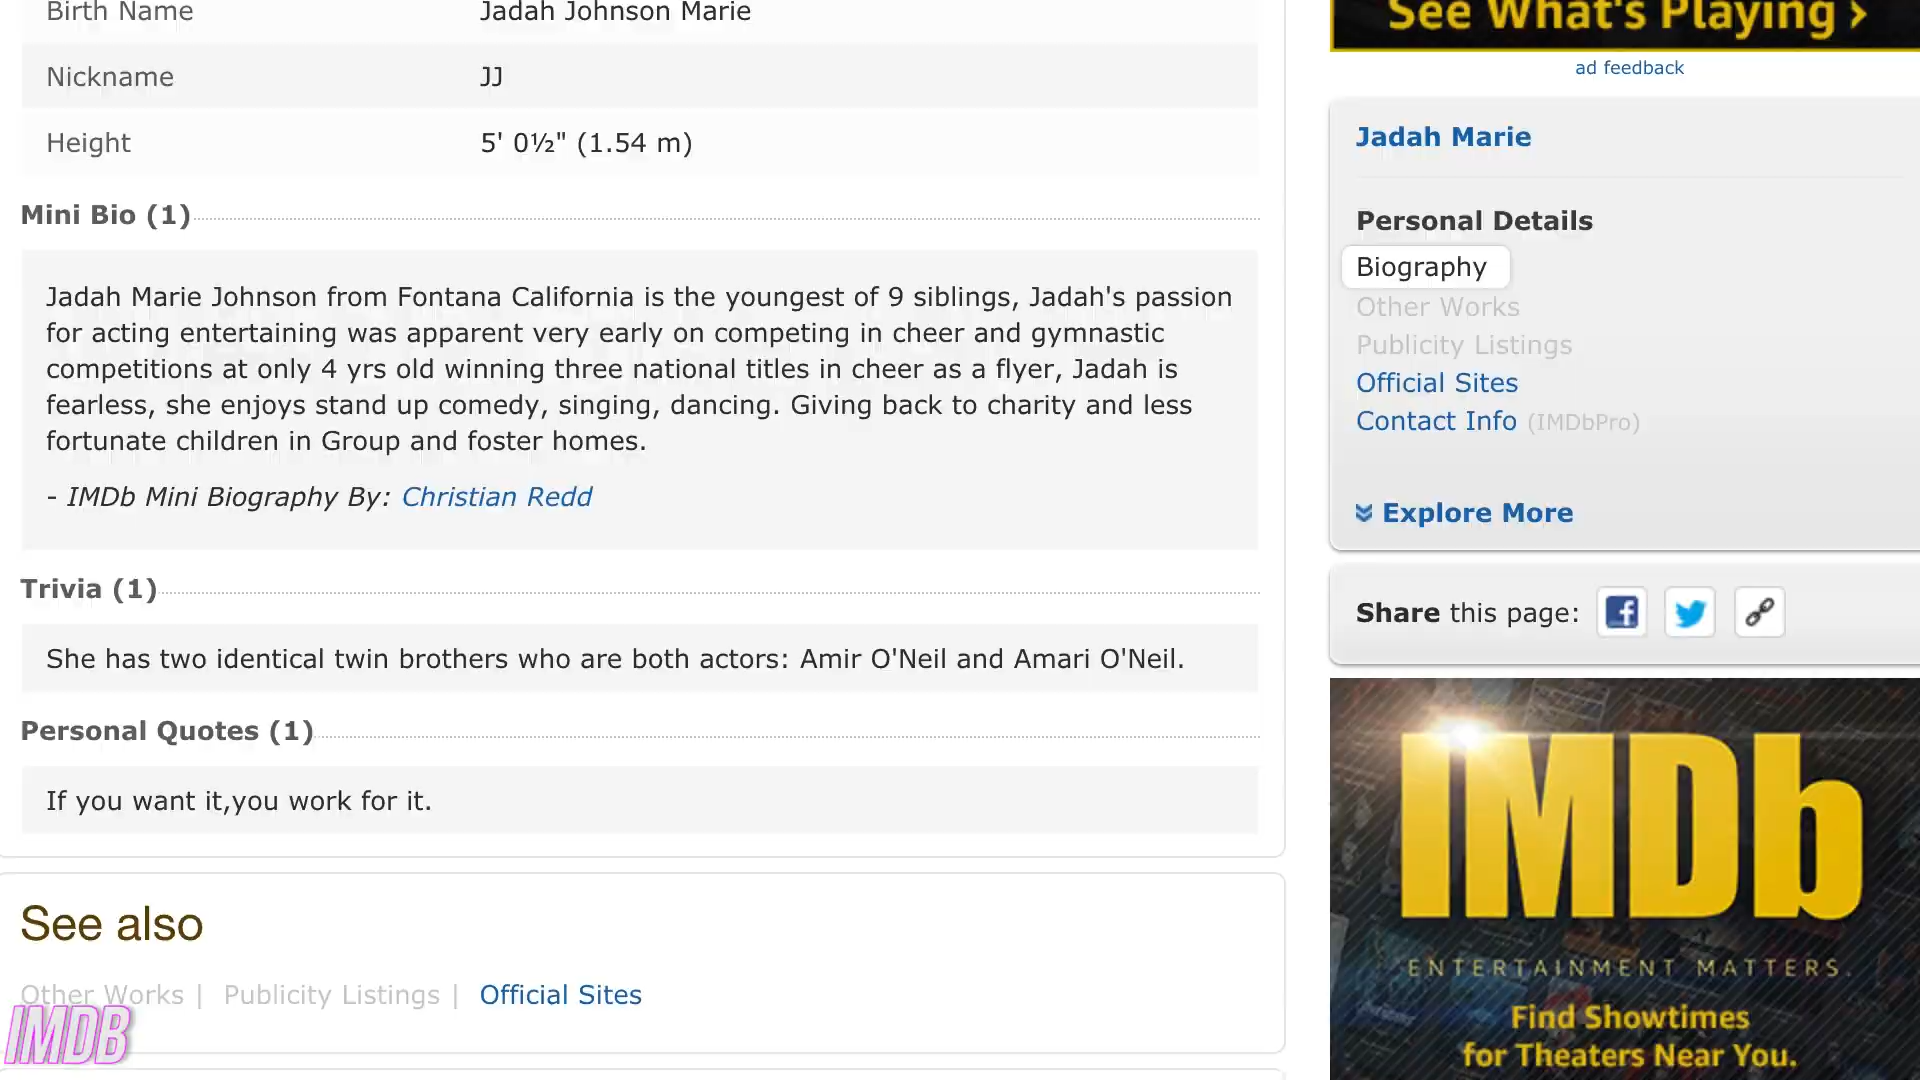 Birth Name Jadah Johnson Marie
Nickname JJ
Height 5' 0½" (1.54 m)
Mini Bio (1)
Jadah Marie Johnson from Fontana California is the youngest of 9 siblings, Jadah's passion
for acting entertaining was apparent very early on competing in cheer and gymnastic
competitions at only 4 yrs old winning three national titles in cheer as a flyer, Jadah is
fearless, she enjoys stand up comedy, singing, dancing. Giving back to charity and less
fortunate children in Group and foster homes.
- IMDb Mini Biography By: Christian Redd
Trivia (1)
She has two identical twin brothers who are both actors: Amir O'Neil and Amari O'Neil.
Personal Quotes (1)
If you want it,you work for it.
See also
Other Works | Publicity Listings | Official Sites
IMDB
See What's Playing ›
ad feedback
Jadah Marie
Personal Details
Biography
Other Works
Publicity Listings
Official Sites
Contact Info (IMDbPro)
Explore More
Share this page:
IMDb
ENTERTAINMENT MATTERS.
Find Showtimes
for Theaters Near You.